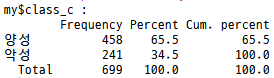 my$class_c :
Frequency Percent Cum. percent
양성 458 65.5 65.5
악성 241 34.5 100.0
Total 699 100.0 100.0